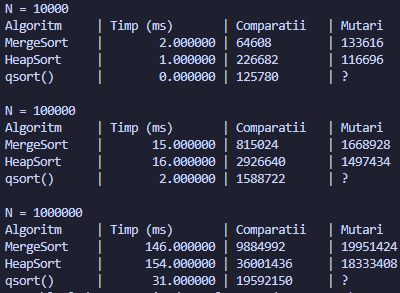 N = 10000
Algoritm | Timp (ms) | Comparatii | Mutari
MergeSort | 2.000000 | 64608 | 133616
HeapSort | 1.000000 | 226682 | 116696
qsort() | 0.000000 | 125780 | ?
N = 100000
Algoritm | Timp (ms) | Comparatii | Mutari
MergeSort | 15.000000 | 815024 | 1668928
HeapSort | 16.000000 | 2926640 | 1497434
qsort() | 2.000000 | 1588722 | ?
N = 1000000
Algoritm | Timp (ms) | Comparatii | Mutari
MergeSort | 146.000000 | 9884992 | 19951424
HeapSort | 154.000000 | 36001436 | 18333408
qsort() | 31.000000 | 19592150 | ?